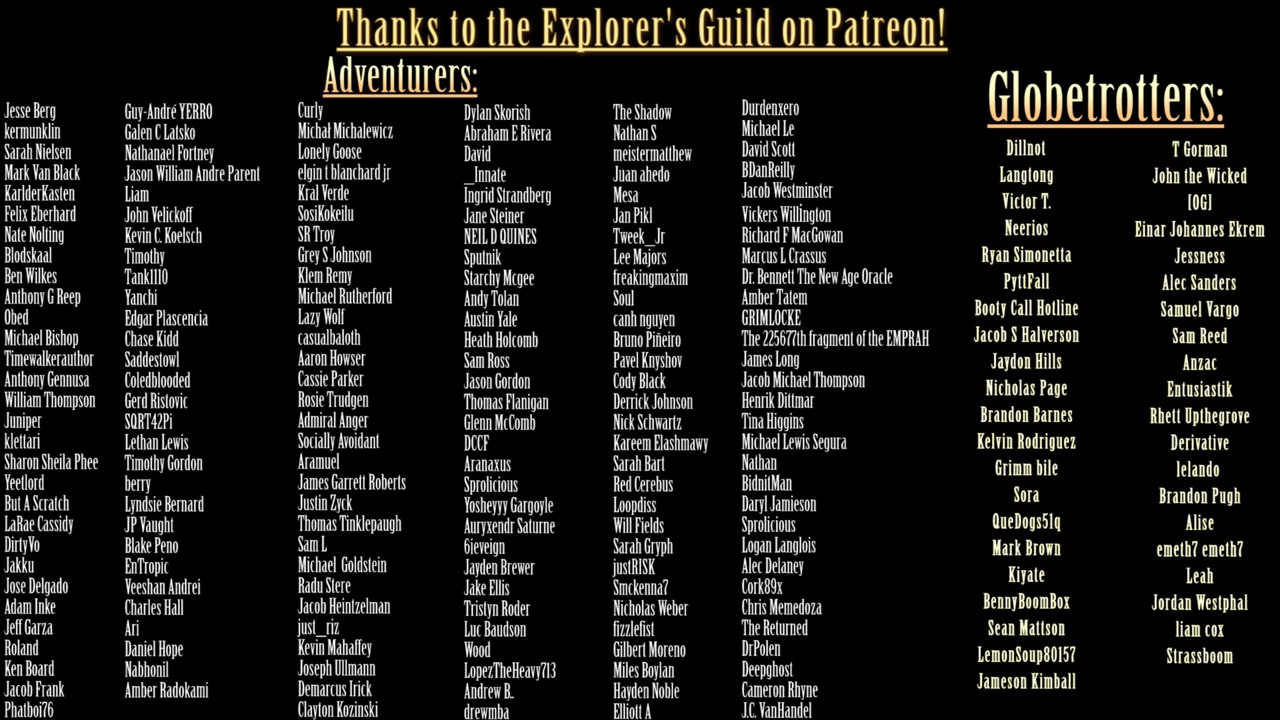 Thanks to the Explorer's Guild on Patreon!
Adventurers:
Jesse Berg
kermunklin
Sarah Nielsen
Mark Van Black
KarlderKasten
Felix Eberhard
Nate Nolting
Blodskaal
Ben Wilkes
Anthony G Reep
Obed
Michael Bishop
Timewalkerauthor
Anthony Gennusa
William Thompson
Juniper
klettari
Sharon Sheila Phee
Yeetlord
But A Scratch
LaRae Cassidy
DirtyVo
Jakku
Jose Delgado
Adam Inke
Jeff Garza
Roland
Ken Board
Jacob Frank
Phatboi76
Guy-André YERRO
Galen C Latsko
Nathanael Fortney
Jason William Andre Parent
Liam
John Velickoff
Kevin C. Koelsch
Timothy
Tank1110
Yanchi
Edgar Plascencia
Chase Kidd
Saddestowl
Coledblooded
Gerd Ristovic
SQRT42Pi
Lethan Lewis
Timothy Gordon
berry
Lyndsie Bernard
JP Vaught
Blake Peno
EnTropic
Veeshan Andrei
Charles Hall
Ari
Daniel Hope
Nabhonil
Amber Radokami
Curly
Michał Michalewicz
Lonely Goose
elgin t blanchard jr
Kral Verde
SosiKokeilu
SR Troy
Grey S Johnson
Klem Remy
Michael Rutherford
Lazy Wolf
casualbaloth
Aaron Howser
Cassie Parker
Rosie Trudgen
Admiral Anger
Socially Avoidant
Aramuel
James Garrett Roberts
Justin Zyck
Thomas Tinklepaugh
Sam L
Michael Goldstein
Radu Stere
Jacob Heintzelman
just_riz
Kevin Mahaffey
Joseph Ullmann
Demarcus Irick
Clayton Kozinski
Dylan Skorish
Abraham E Rivera
David
_Innate
Ingrid Strandberg
Jane Steiner
NEIL D QUINES
Sputnik
Starchy Mcgee
Andy Tolan
Austin Yale
Heath Holcomb
Sam Ross
Jason Gordon
Thomas Flanigan
Glenn McComb
DCCF
Aranaxus
Sprolicious
Yosheyyy Gargoyle
Auryxendr Saturne
6ieveign
Jayden Brewer
Jake Ellis
Tristyn Roder
Luc Baudson
Wood
LopezTheHeavy713
Andrew B..
drewmba
The Shadow
Nathan S
meistermatthew
Juan ahedo
Mesa
Jan Pikl
Tweek_Jr
Lee Majors
freakingmaxim
Soul
canh nguyen
Bruno Piñeiro
Pavel Knyshov
Cody Black
Derrick Johnson
Nick Schwartz
Kareem Elashmawy
Sarah Bart
Red Cerebus
Loopdiss
Will Fields
Sarah Gryph
justRISK
Smckenna7
Nicholas Weber
fizzlefist
Gilbert Moreno
Miles Boylan
Hayden Noble
Elliott A
Durdenxero
Michael Le
David Scott
BDanReilly
Jacob Westminster
Vickers Willington
Richard F MacGowan
Marcus L Crassus
Dr. Bennett The New Age Oracle
Amber Tatem
GRIMLOCKE
The 225677th fragment of the EMPRAH
James Long
Jacob Michael Thompson
Henrik Dittmar
Tina Higgins
Michael Lewis Segura
Nathan
BidnitMan
Daryl Jamieson
Sprolicious
Logan Langlois
Alec Delaney
Cork89x
Chris Memedoza
The Returned
DrPolen
Deepghost
Cameron Rhyne
J.C. VanHandel
Globetrotters:
Dillnot
Langtong
Victor T.
Neerios
Ryan Simonetta
PyttFall
Booty Call Hotline
Jacob S Halverson
Jaydon Hills
Nicholas Page
Brandon Barnes
Kelvin Rodriguez
Grimm bile
Sora
QueDogs51q
Mark Brown
Kiyate
BennyBoomBox
Sean Mattson
LemonSoup80157
Jameson Kimball
T Gorman
John the Wicked
[OG]
Einar Johannes Ekrem
Jessness
Alec Sanders
Samuel Vargo
Sam Reed
Anzac
Entusiastik
Rhett Upthegrove
Derivative
lelando
Brandon Pugh
Alise
emeth7 emeth7
Leah
Jordan Westphal
liam cox
Strassboom